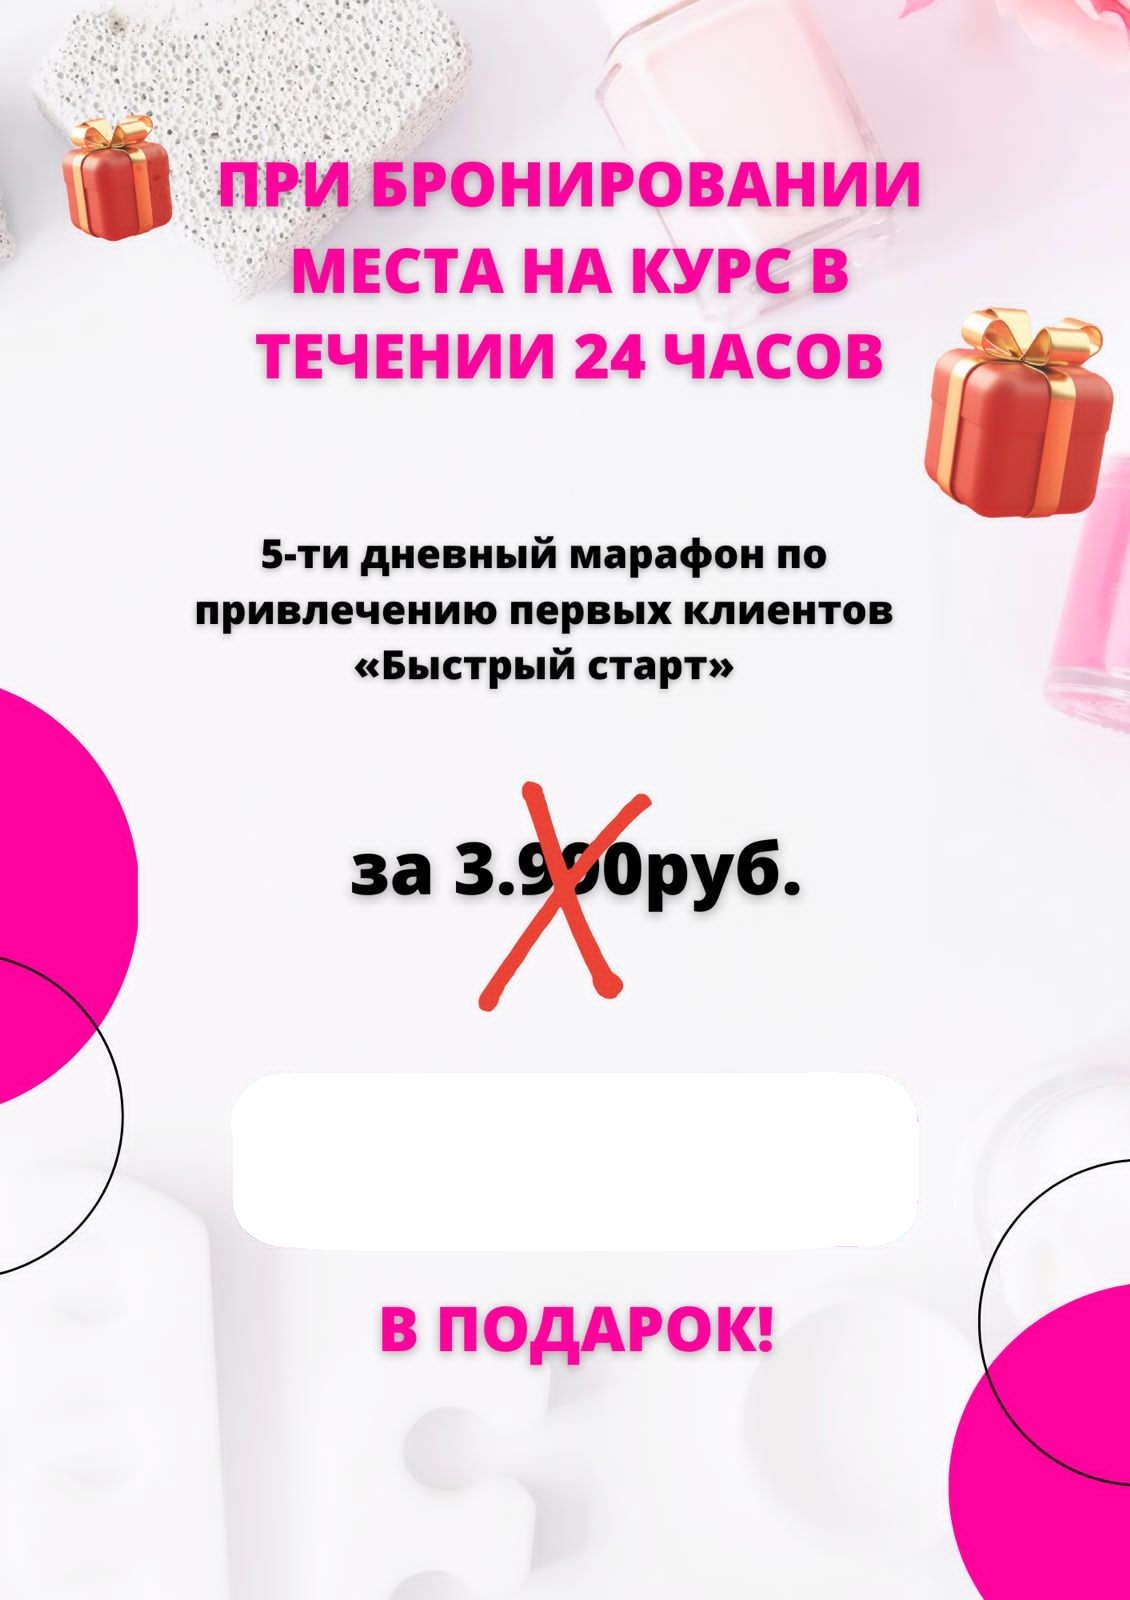 ПРИ БРОНИРОВАНИИ
МЕСТА НА КУРС В
ТЕЧЕНИИ 24 ЧАСОВ
5-ти дневный марафон по
привлечению первых клиентов
«Быстрый старт»
за 3.990руб.
В ПОДАРОК!